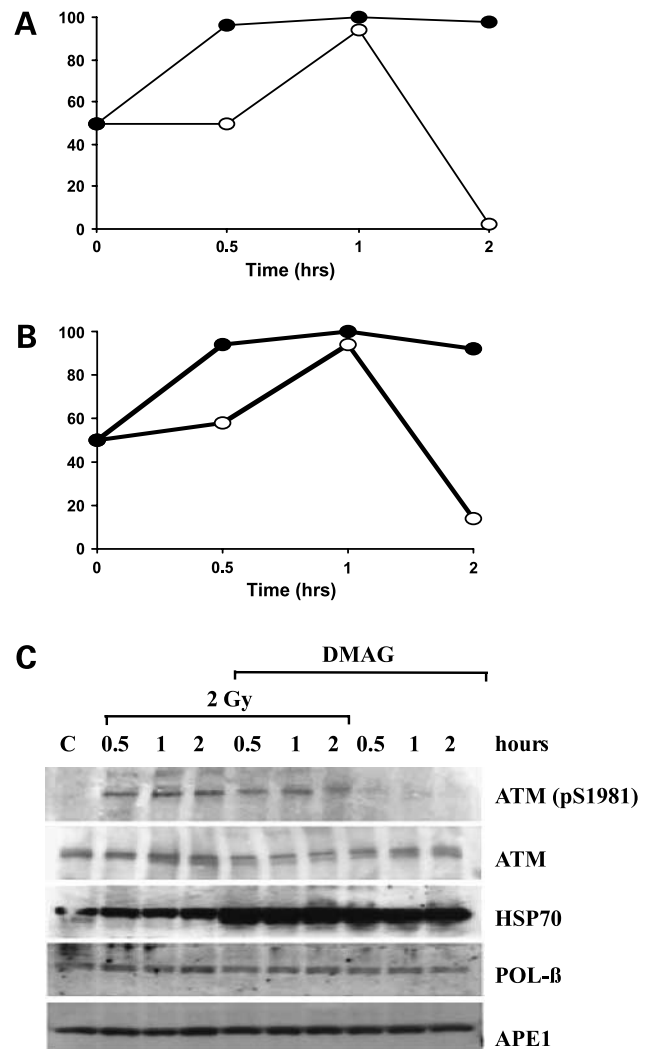 A
100
80
60
40
20
0
0 0.5 1 2
Time (hrs)
B
100
80
60
40
20
0
0 0.5 1 2
Time (hrs)
C
DMAG
2 Gy
C 0.5 1 2 0.5 1 2 0.5 1 2 hours
ATM (pS1981)
ATM
HSP70
POL-ß
APE1